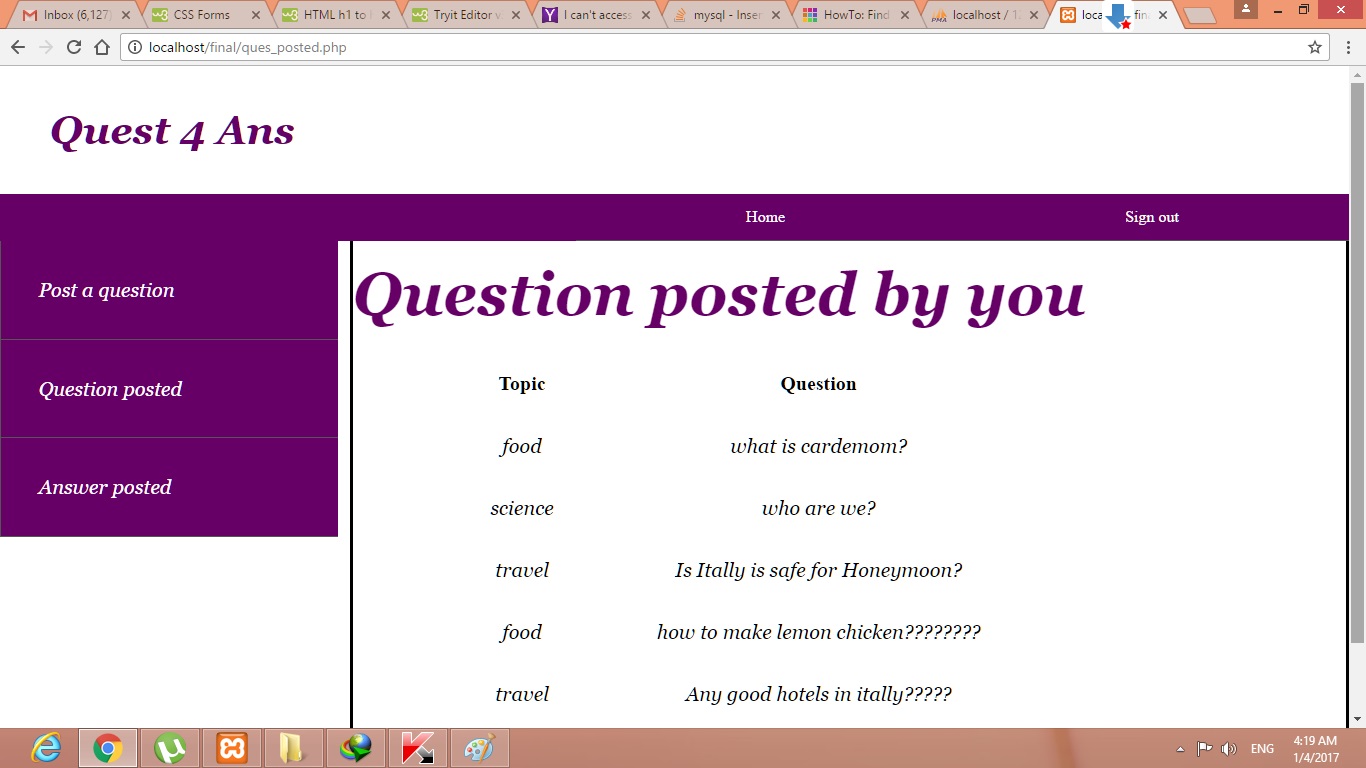 Inbox (6,127)
CSS Forms
HTML h1 to
Tryit Editor v
I can't access
mysql - Inser
HowTo: Find
localhost / 12
loca
fin
localhost/final/ques_posted.php
Quest 4 Ans
Home Sign out
Post a question
Question posted
Answer posted
Question posted by you
Topic Question
food what is cardemom?
science who are we?
travel Is Itally is safe for Honeymoon?
food how to make lemon chicken????????
travel Any good hotels in itally?????
ENG
4:19 AM
1/4/2017